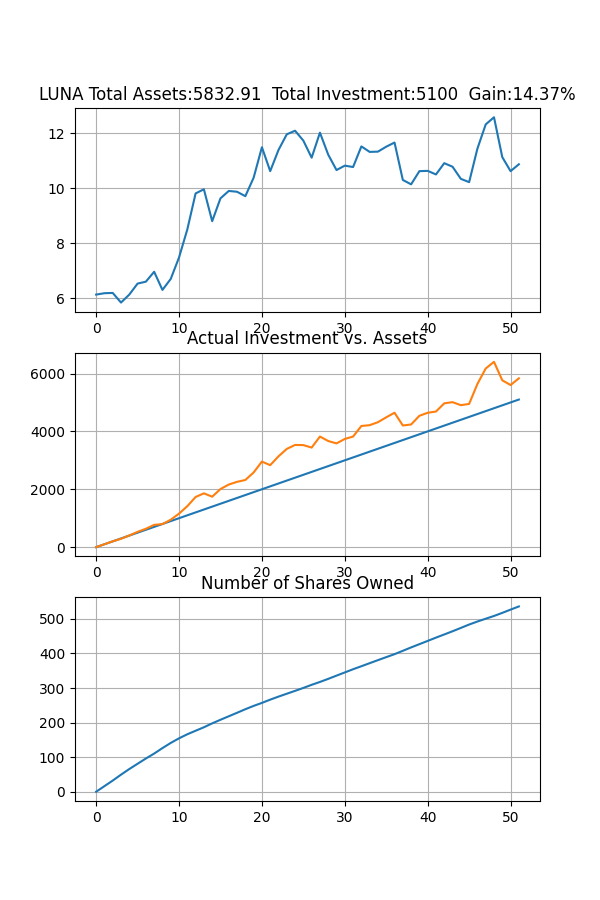 LUNA Total Assets:5832.91  Total Investment:5100  Gain:14.37%
12
10
8
6
0 10 20 30 40 50
Actual Investment vs. Assets
6000
4000
2000
0
0 10 20 30 40 50
Number of Shares Owned
500
400
300
200
100
0
0 10 20 30 40 50